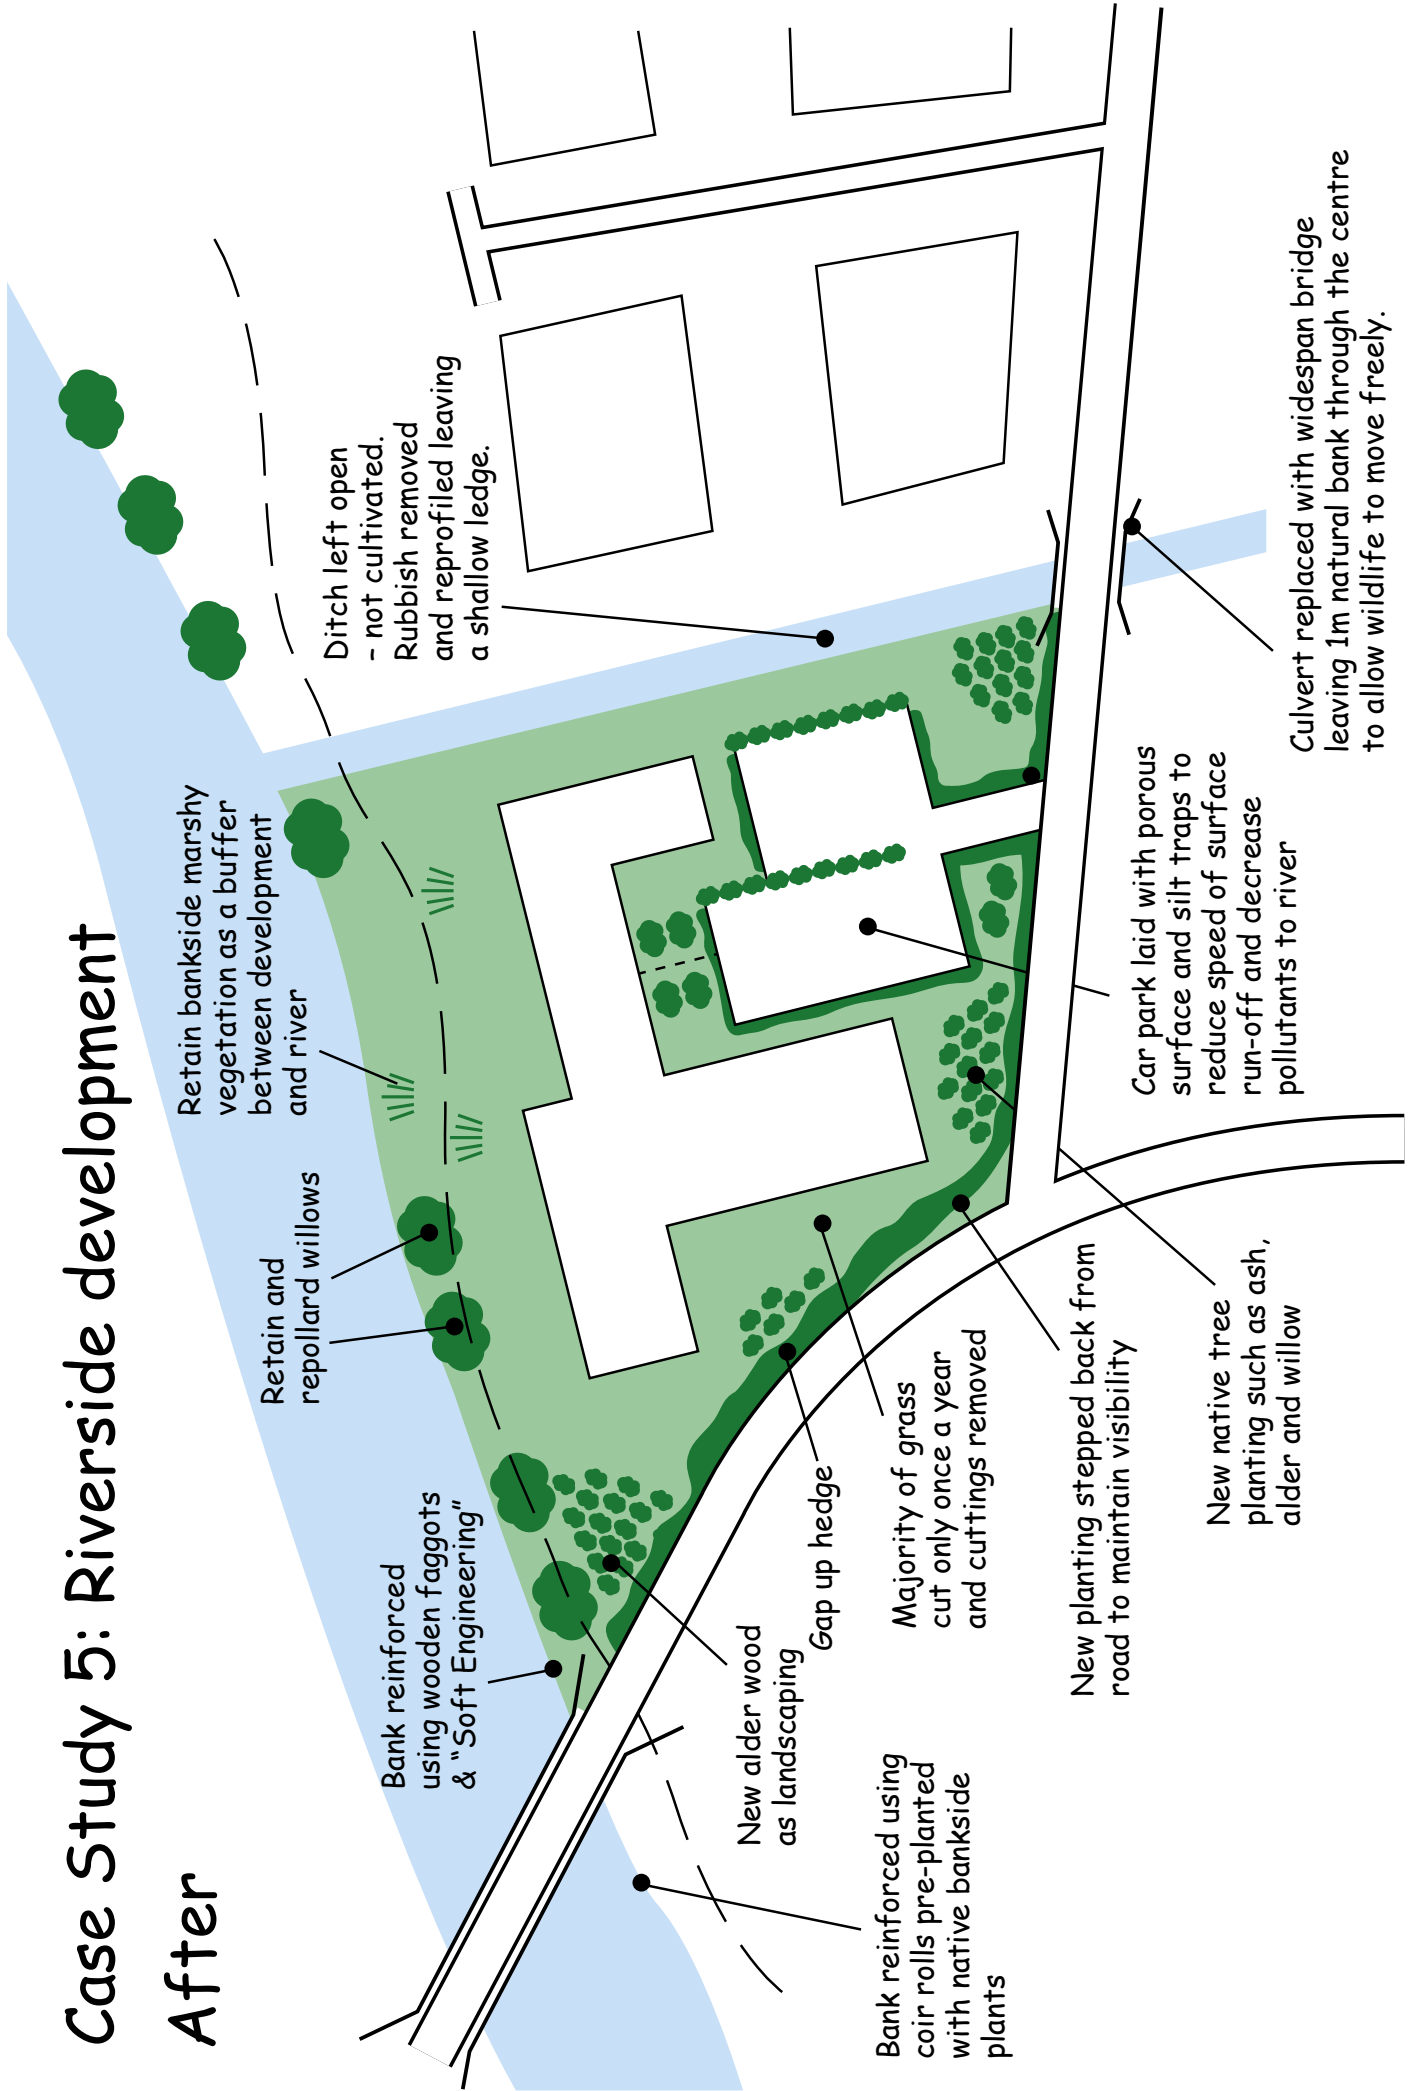 Case Study 5: Riverside development
After
Bank reinforced
using wooden faggots
& "Soft Engineering"
Retain and
repollard willows
Retain bankside marshy
vegetation as a buffer
between development
and river
Ditch left open
- not cultivated.
Rubbish removed
and reprofiled leaving
a shallow ledge.
Bank reinforced using
coir rolls pre-planted
with native bankside
plants
New alder wood
as landscaping
Gap up hedge
Majority of grass
cut only once a year
and cuttings removed
New planting stepped back from
road to maintain visibility
New native tree
planting such as ash,
alder and willow
Car park laid with porous
surface and silt traps to
reduce speed of surface
run-off and decrease
pollutants to river
Culvert replaced with widespan bridge
leaving 1m natural bank through the centre
to allow wildlife to move freely.